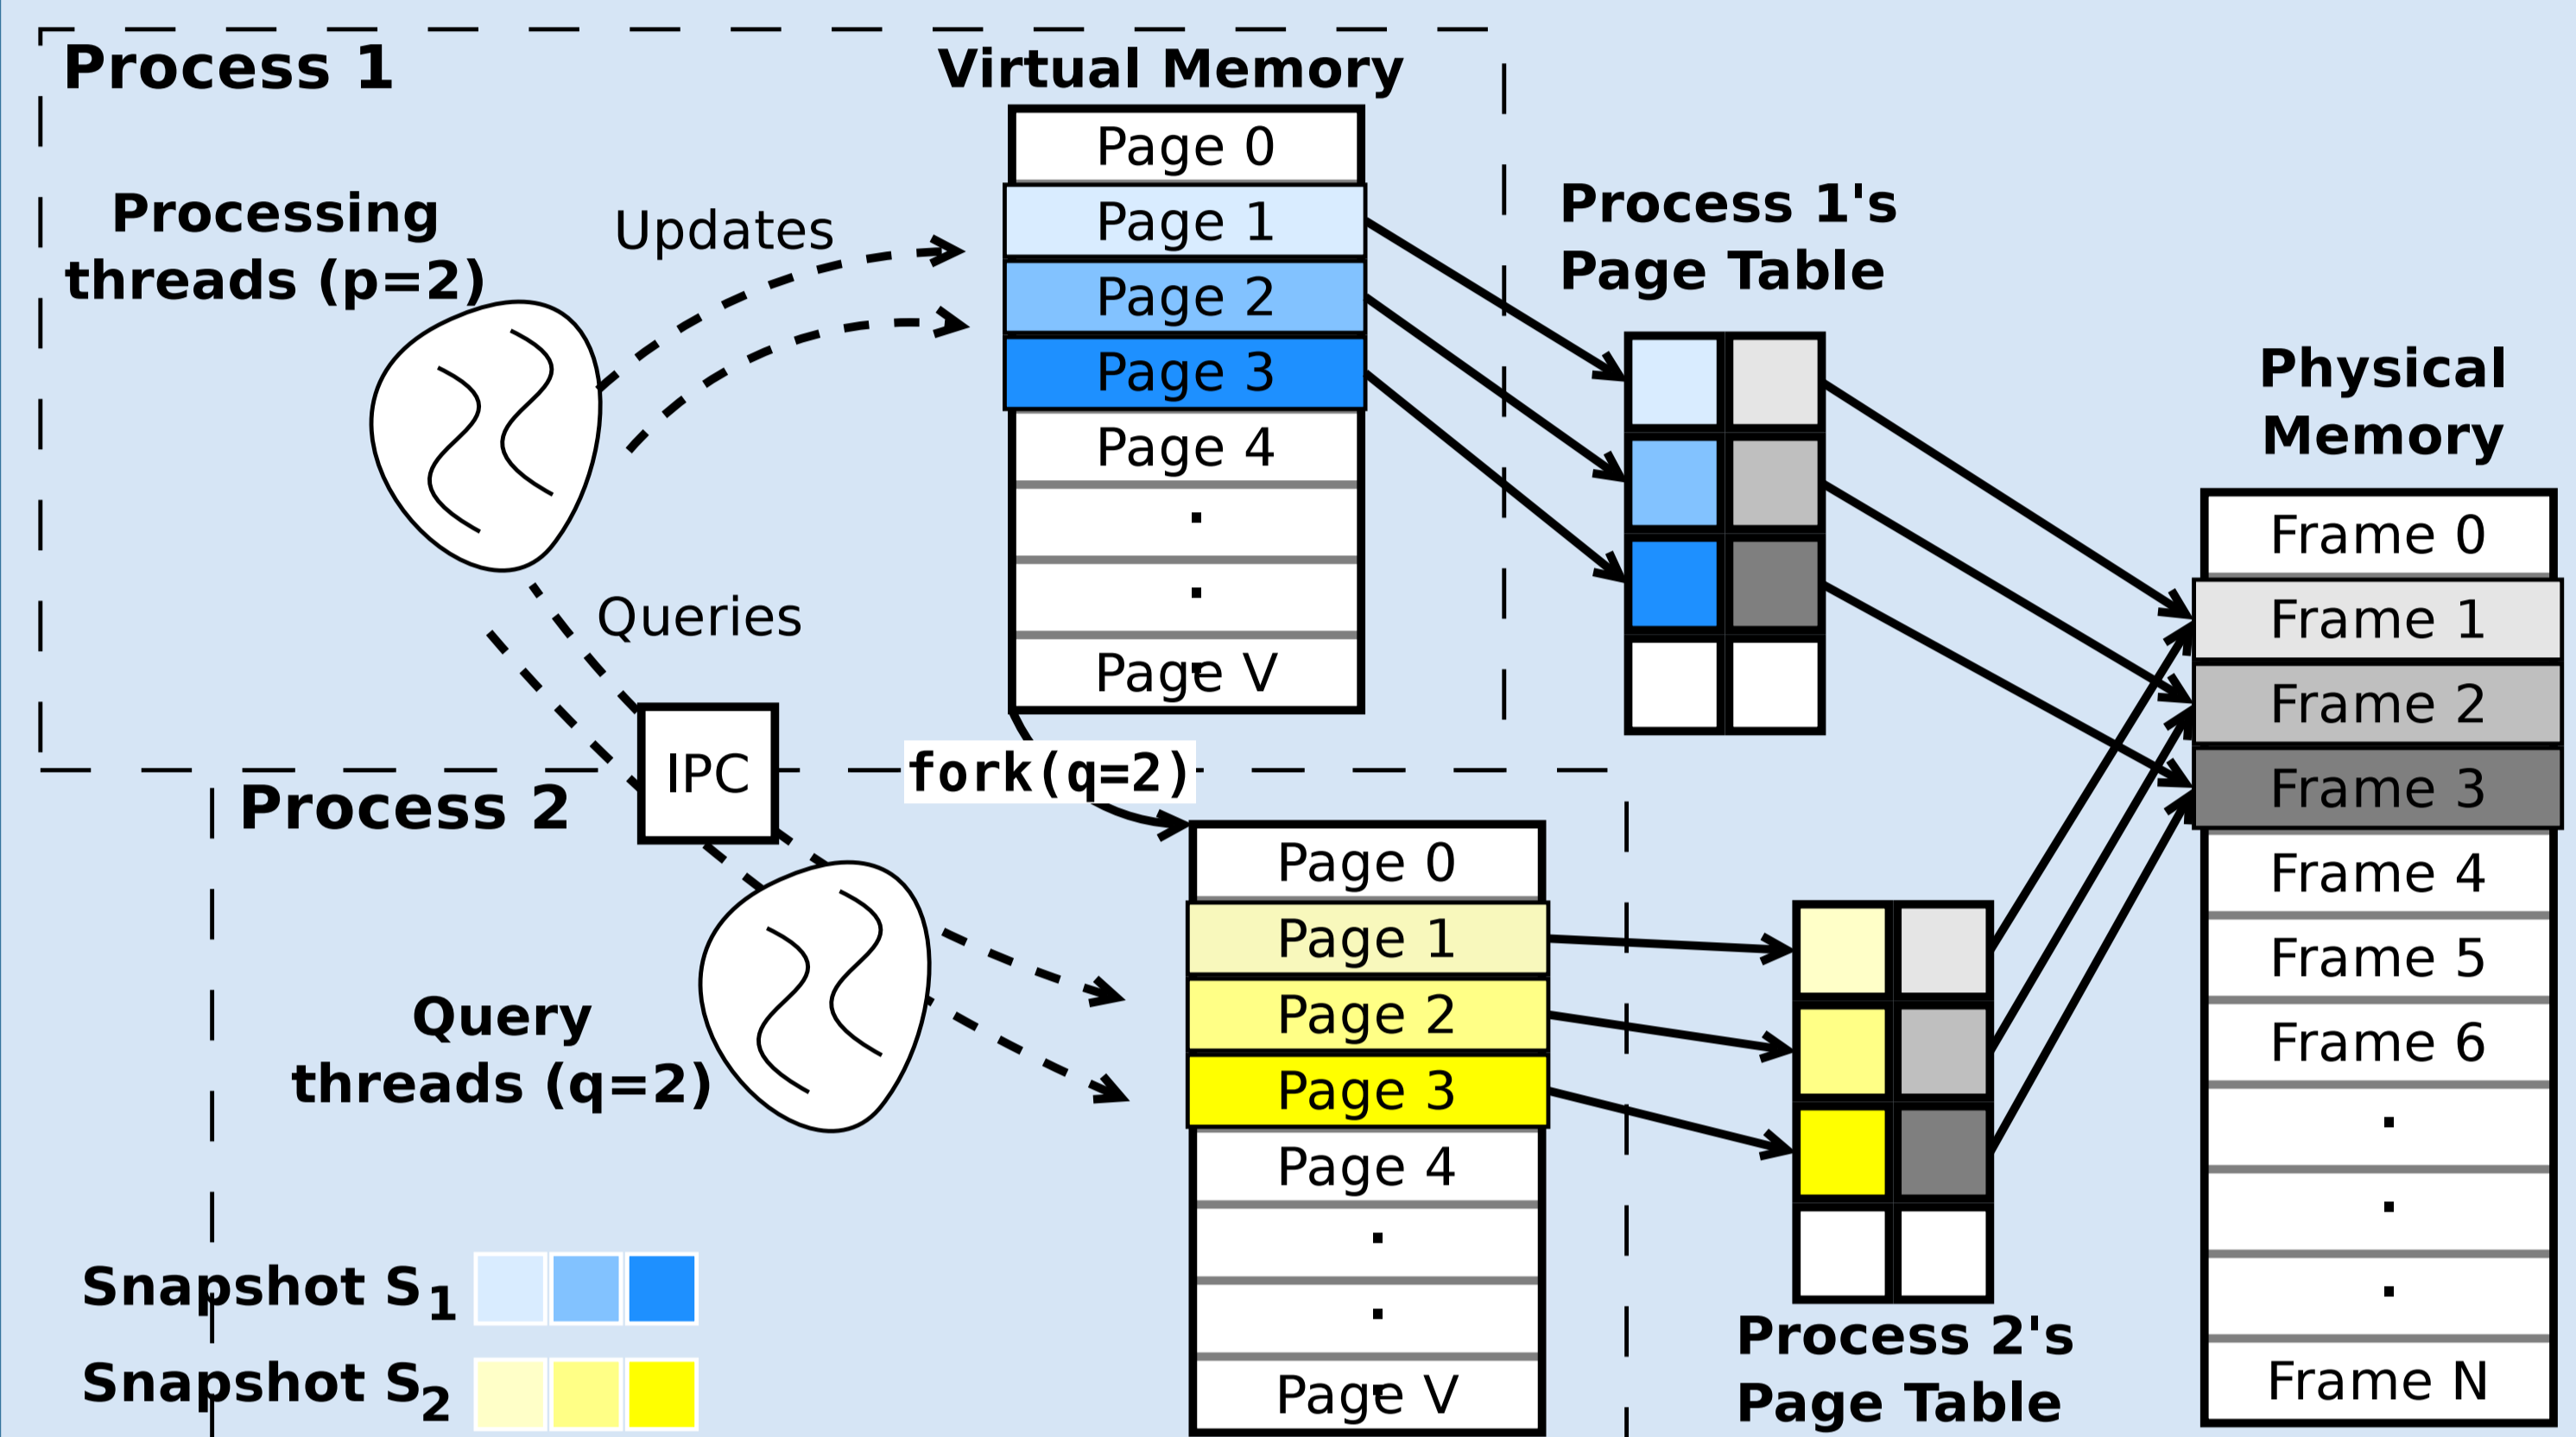 Process 1
Virtual Memory
Processing
threads (p=2)
Updates
Page 0
Page 1
Page 2
Page 3
Page 4
.
.
.
Page V
Process 1's
Page Table
Physical
Memory
Frame 0
Frame 1
Frame 2
Frame 3
Frame 4
Frame 5
Frame 6
.
.
.
Frame N
Queries
IPC
fork(q=2)
Process 2
Query
threads (q=2)
Page 0
Page 1
Page 2
Page 3
Page 4
.
.
.
Page V
Process 2's
Page Table
Snapshot S1
Snapshot S2